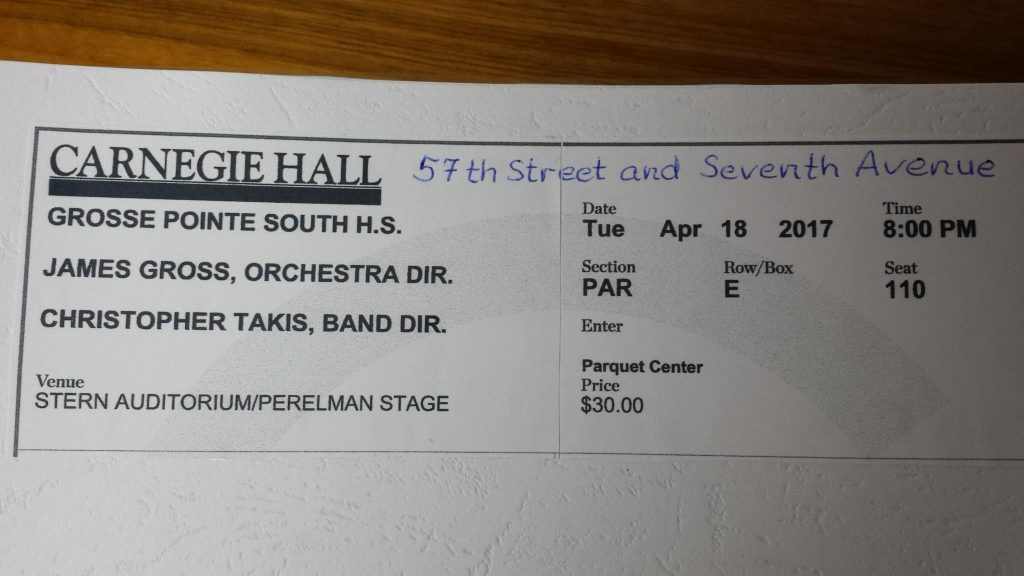 CARNEGIE HALL 57th Street and Seventh Avenue
GROSSE POINTE SOUTH H.S.
JAMES GROSS, ORCHESTRA DIR.
CHRISTOPHER TAKIS, BAND DIR.
Venue
STERN AUDITORIUM/PERELMAN STAGE
Date Time
Tue Apr 18 2017 8:00 PM
Section Row/Box Seat
PAR E 110
Enter
Parquet Center
Price
$30.00